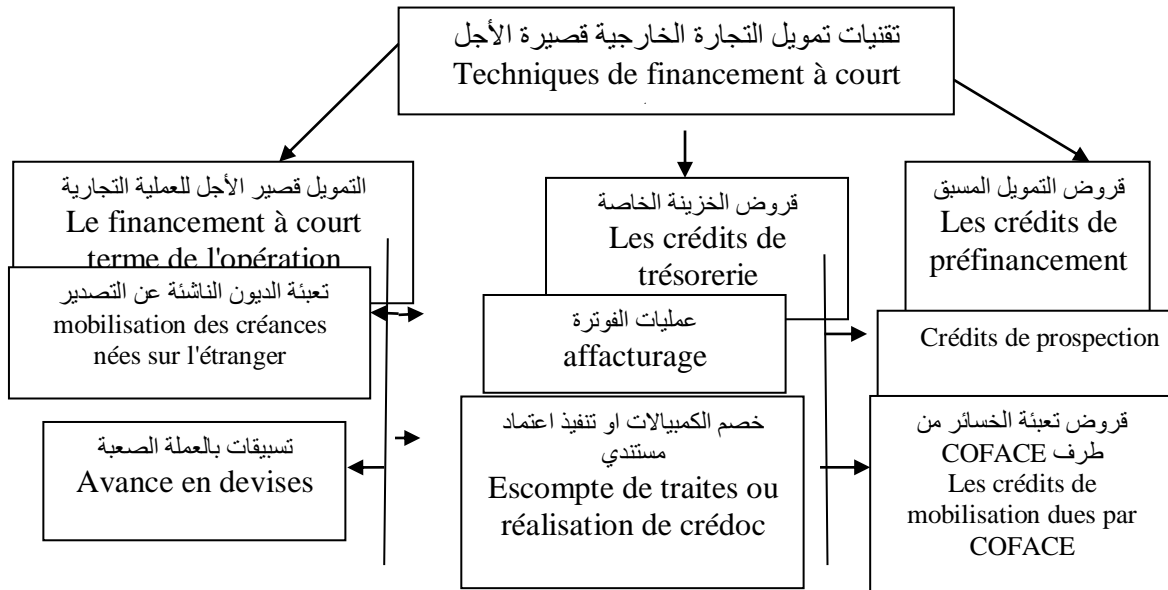 تقنيات تمويل التجارة الخارجية قصيرة الأجل
Techniques de financement à court
التمويل قصير الأجل للعملية التجارية
Le financement à court
terme de l'opération
تعبئة الديون الناشئة عن التصدير
mobilisation des créances
nées sur l'étranger
تسبيقات بالعملة الصعبة
Avance en devises
قروض الخزينة الخاصة
Les crédits de
trésorerie
عمليات الفوترة
affacturage
خصم الكمبيالات او تنفيذ اعتماد
مستندي
Escompte de traites ou
réalisation de crédoc
قروض التمويل المسبق
Les crédits de
préfinancement
Crédits de prospection
قروض تعبئة الخسائر من
طرف COFACE
Les crédits de
mobilisation dues par
COFACE